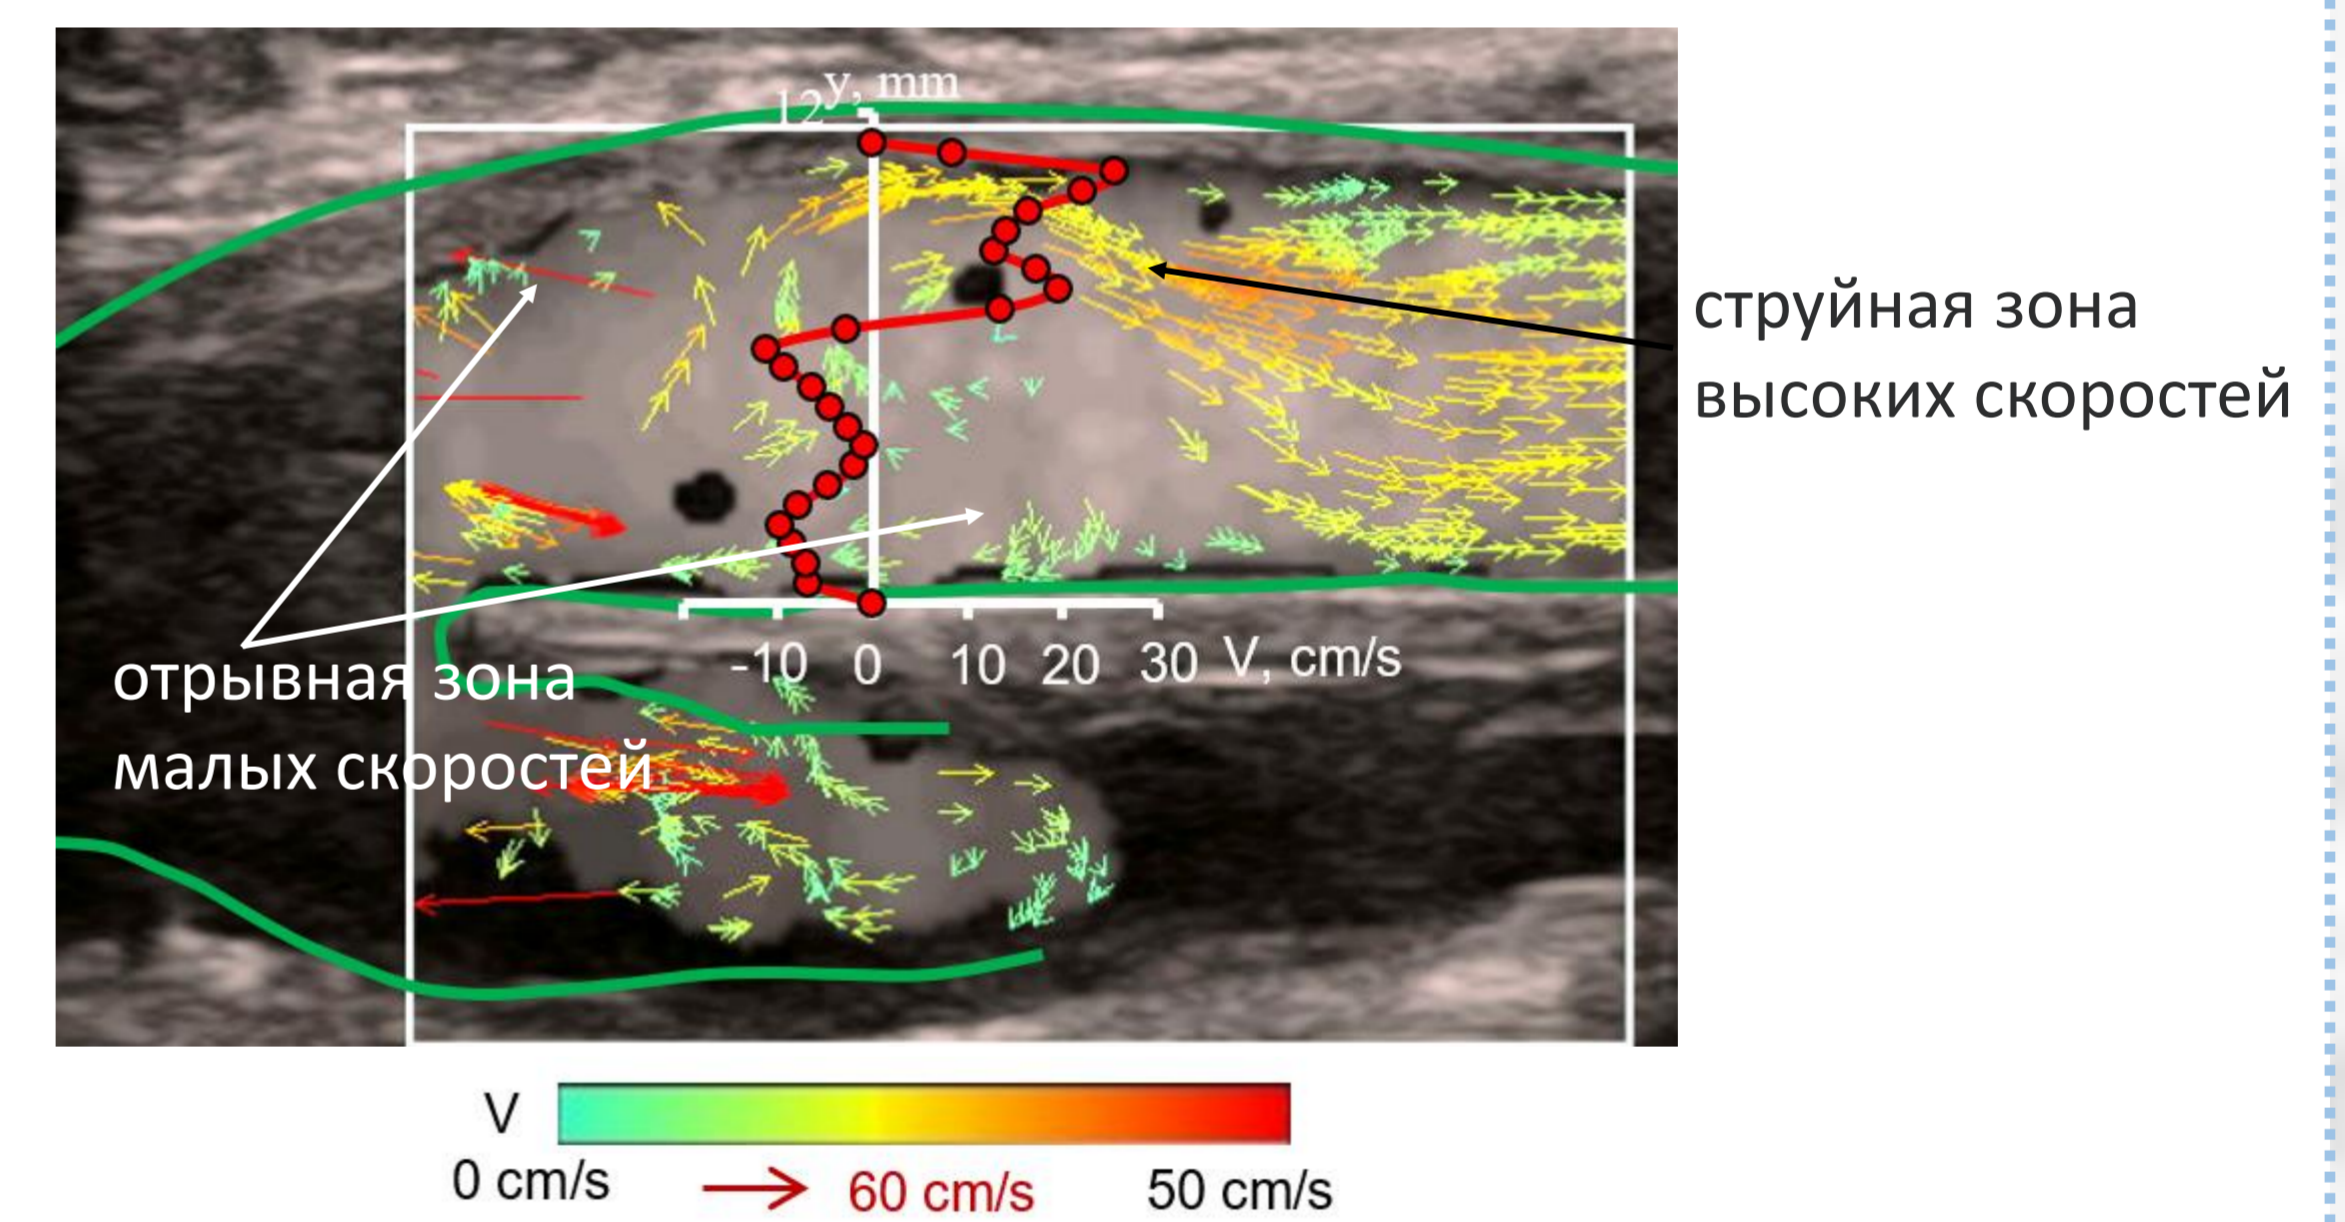 12
y, mm
струйная зона
высоких скоростей
-10 0 10 20 30 V, cm/s
отрывная зона
малых скоростей
V
0 cm/s 60 cm/s 50 cm/s